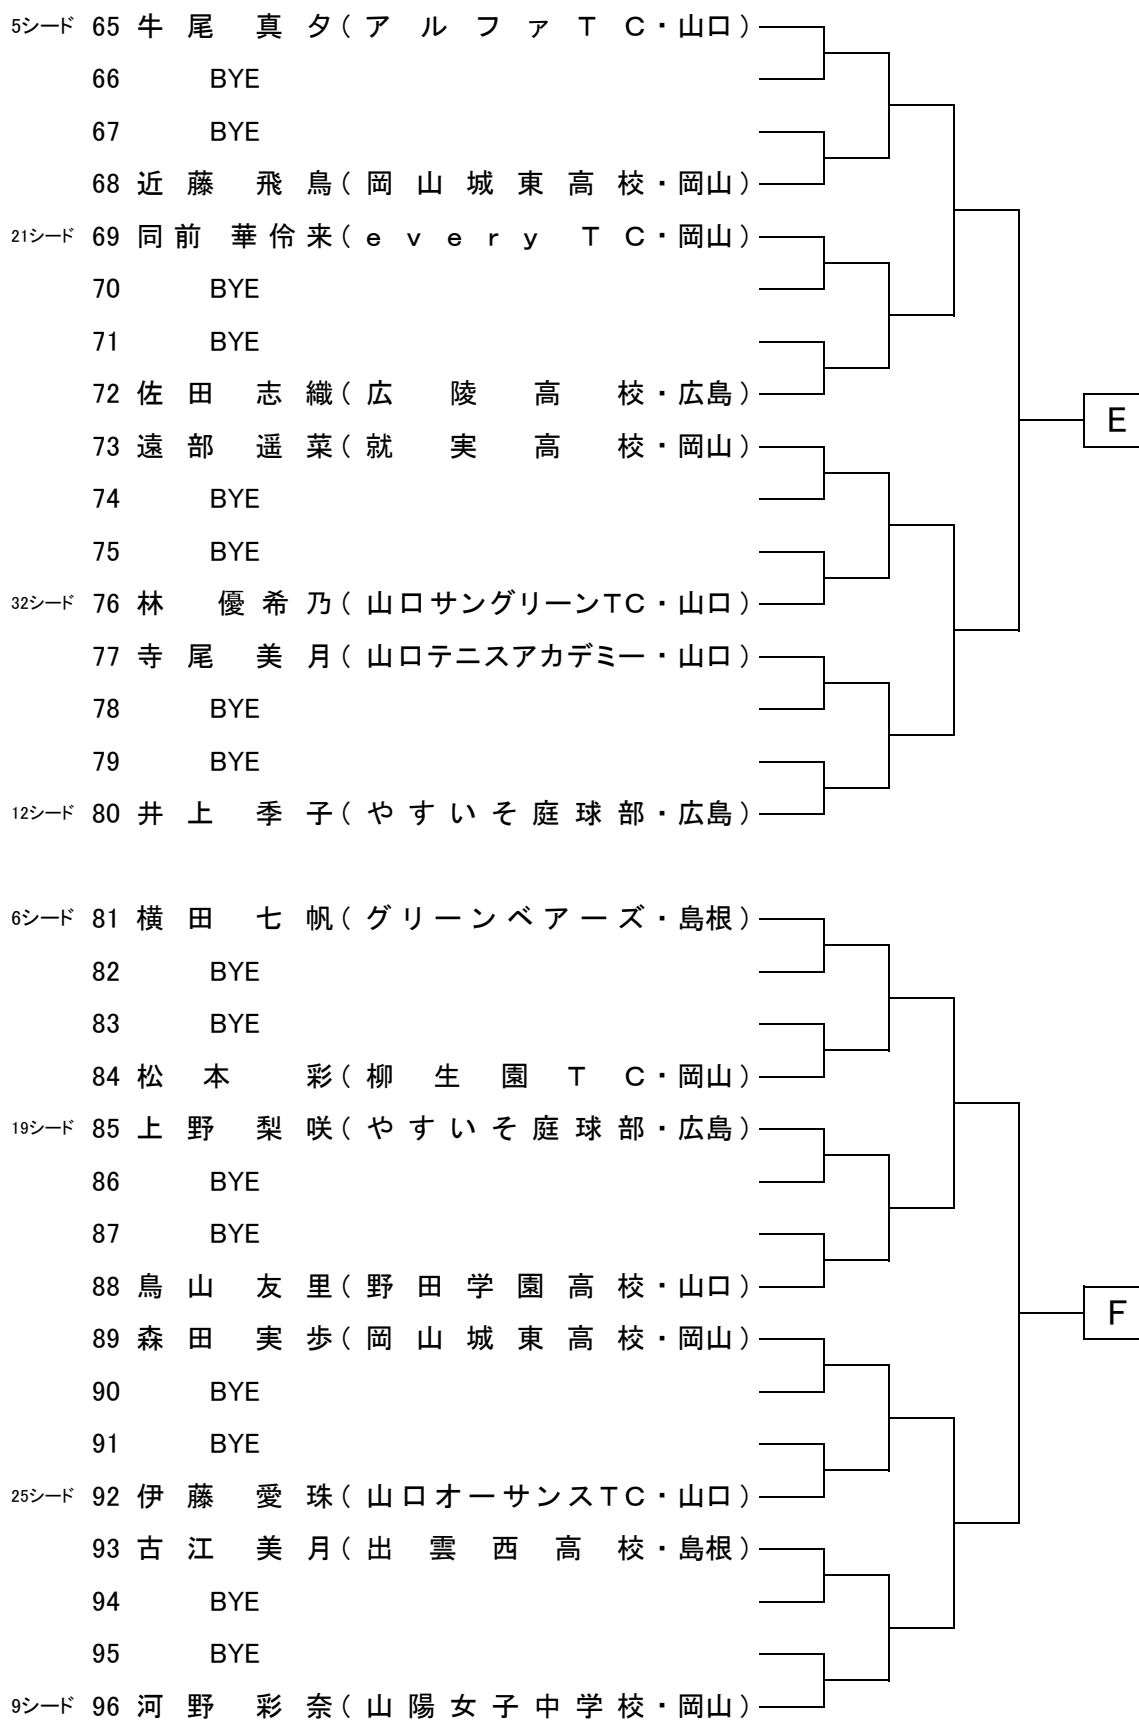 5シード 65 牛尾 真夕(アルファTC・山口)
66 BYE
67 BYE
68 近藤 飛鳥(岡山城東高校・岡山)
21シード 69 同前 華伶来(every TC・岡山)
70 BYE
71 BYE
72 佐田 志織(広陵高校・広島)
E
73 遠部 遥菜(就実高校・岡山)
74 BYE
75 BYE
32シード 76 林 優希乃(山口サングリーンTC・山口)
77 寺尾 美月(山口テニスアカデミー・山口)
78 BYE
79 BYE
12シード 80 井上 季子(やすいそ庭球部・広島)
6シード 81 横田 七帆(グリーンベアーズ・島根)
82 BYE
83 BYE
84 松本 彩(柳生園TC・岡山)
19シード 85 上野 梨咲(やすいそ庭球部・広島)
86 BYE
87 BYE
88 鳥山 友里(野田学園高校・山口)
F
89 森田 実歩(岡山城東高校・岡山)
90 BYE
91 BYE
25シード 92 伊藤 愛珠(山口オーサンスTC・山口)
93 古江 美月(出雲西高校・島根)
94 BYE
95 BYE
9シード 96 河野 彩奈(山陽女子中学校・岡山)